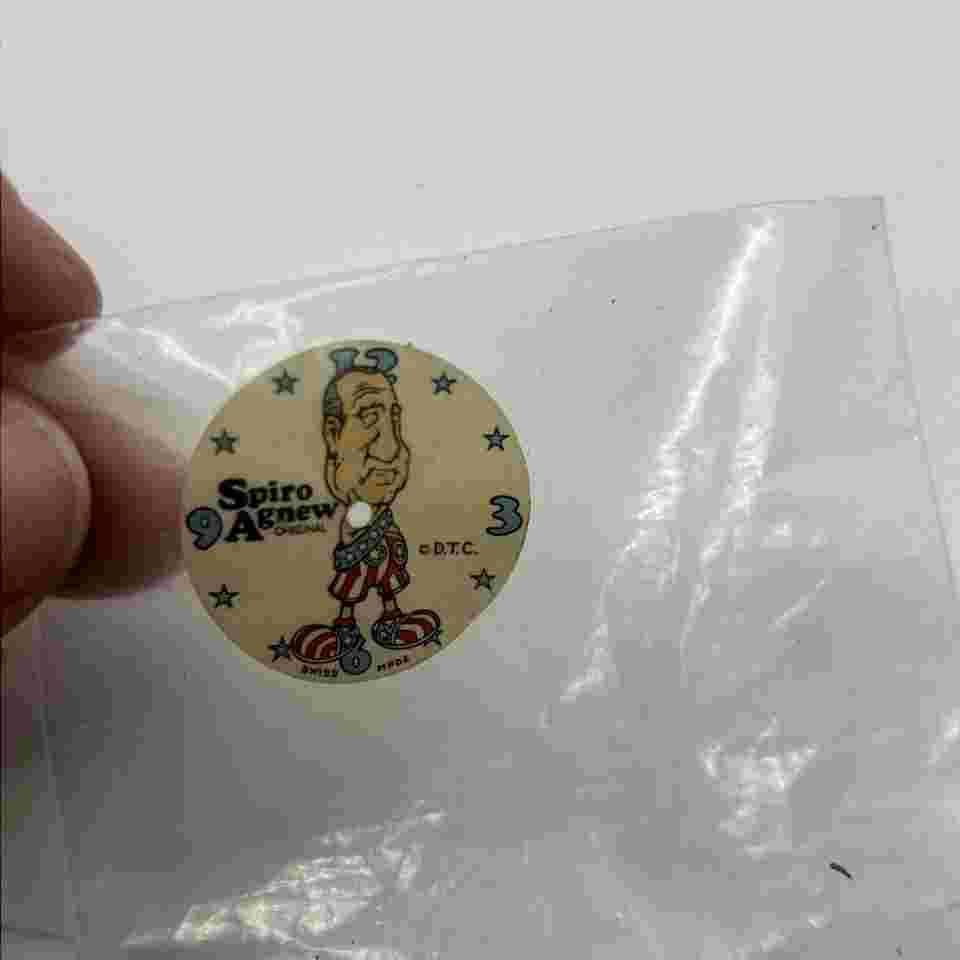 12
Spiro
Agnew
ORIGINAL
9
3
© D.T.C.
6
SWISS MADE